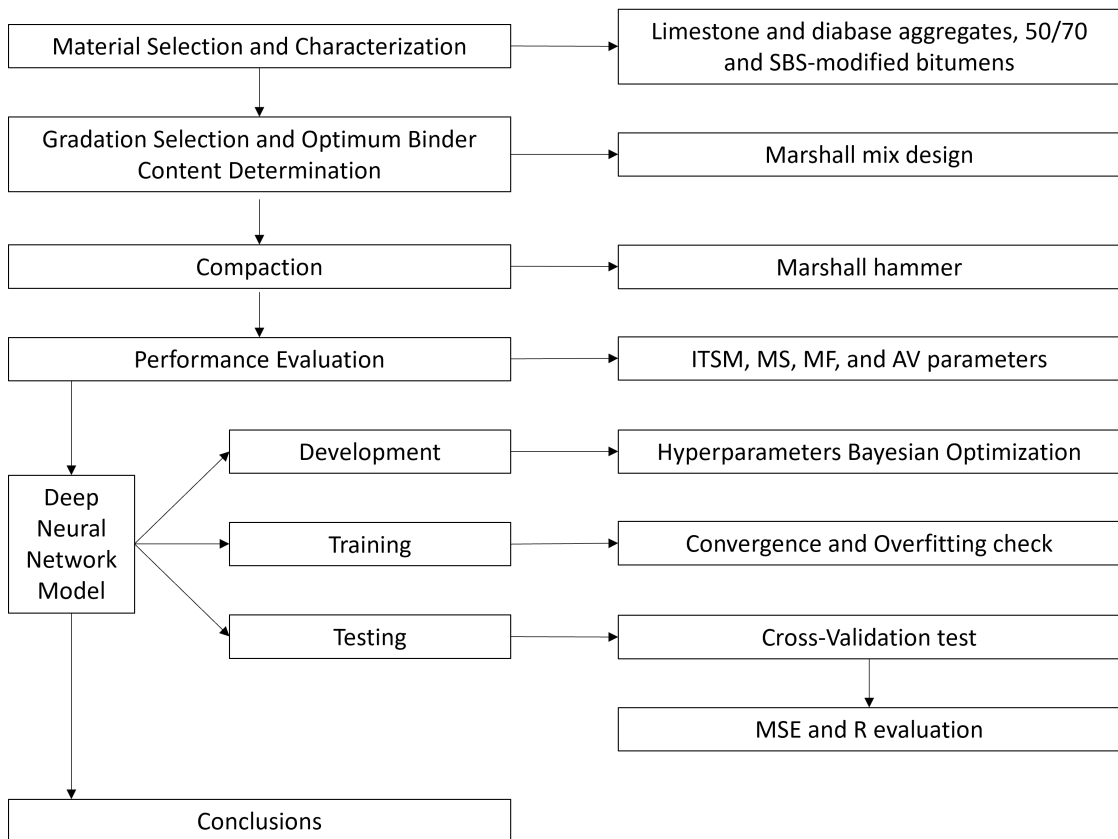 Material Selection and Characterization
Limestone and diabase aggregates, 50/70
and SBS-modified bitumens
Gradation Selection and Optimum Binder
Content Determination
Marshall mix design
Compaction
Marshall hammer
Performance Evaluation
ITSM, MS, MF, and AV parameters
Development
Hyperparameters Bayesian Optimization
Deep
Neural
Network
Model
Training
Convergence and Overfitting check
Testing
Cross-Validation test
MSE and R evaluation
Conclusions